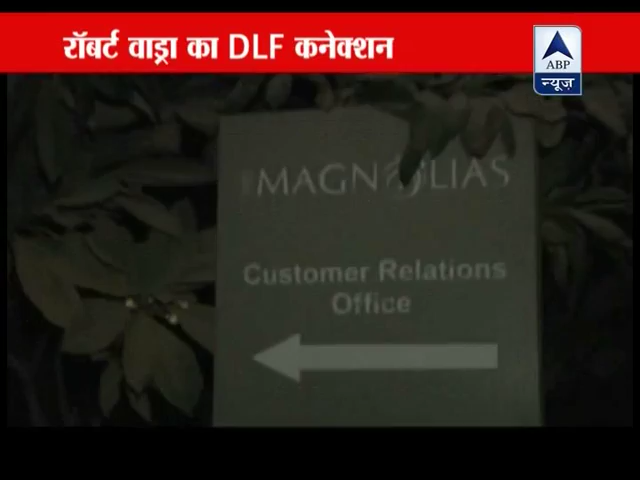 रॉबर्ट वाड्रा का DLF कनेक्शन
ABP
न्यूज़
MAGNOLIAS
Customer Relations
Office